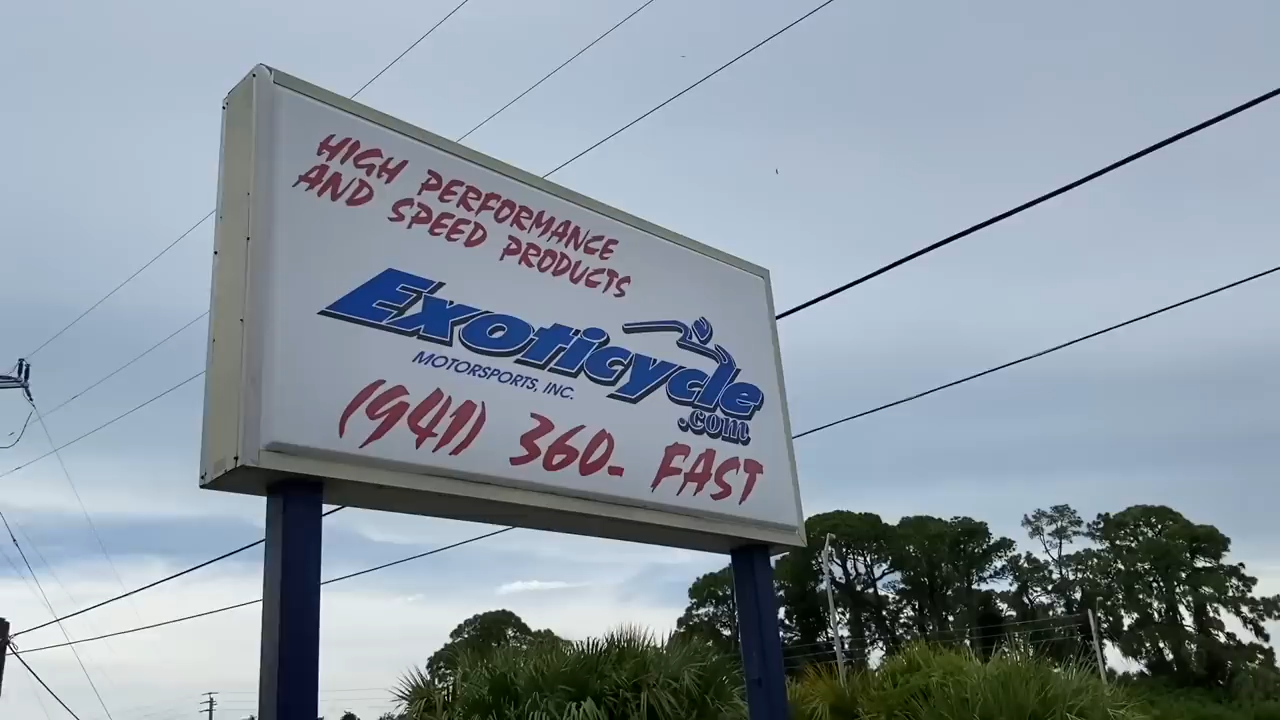 HIGH PERFORMANCE
AND SPEED PRODUCTS
Exoticycle
MOTORSPORTS, INC.
.com
(941) 360- FAST